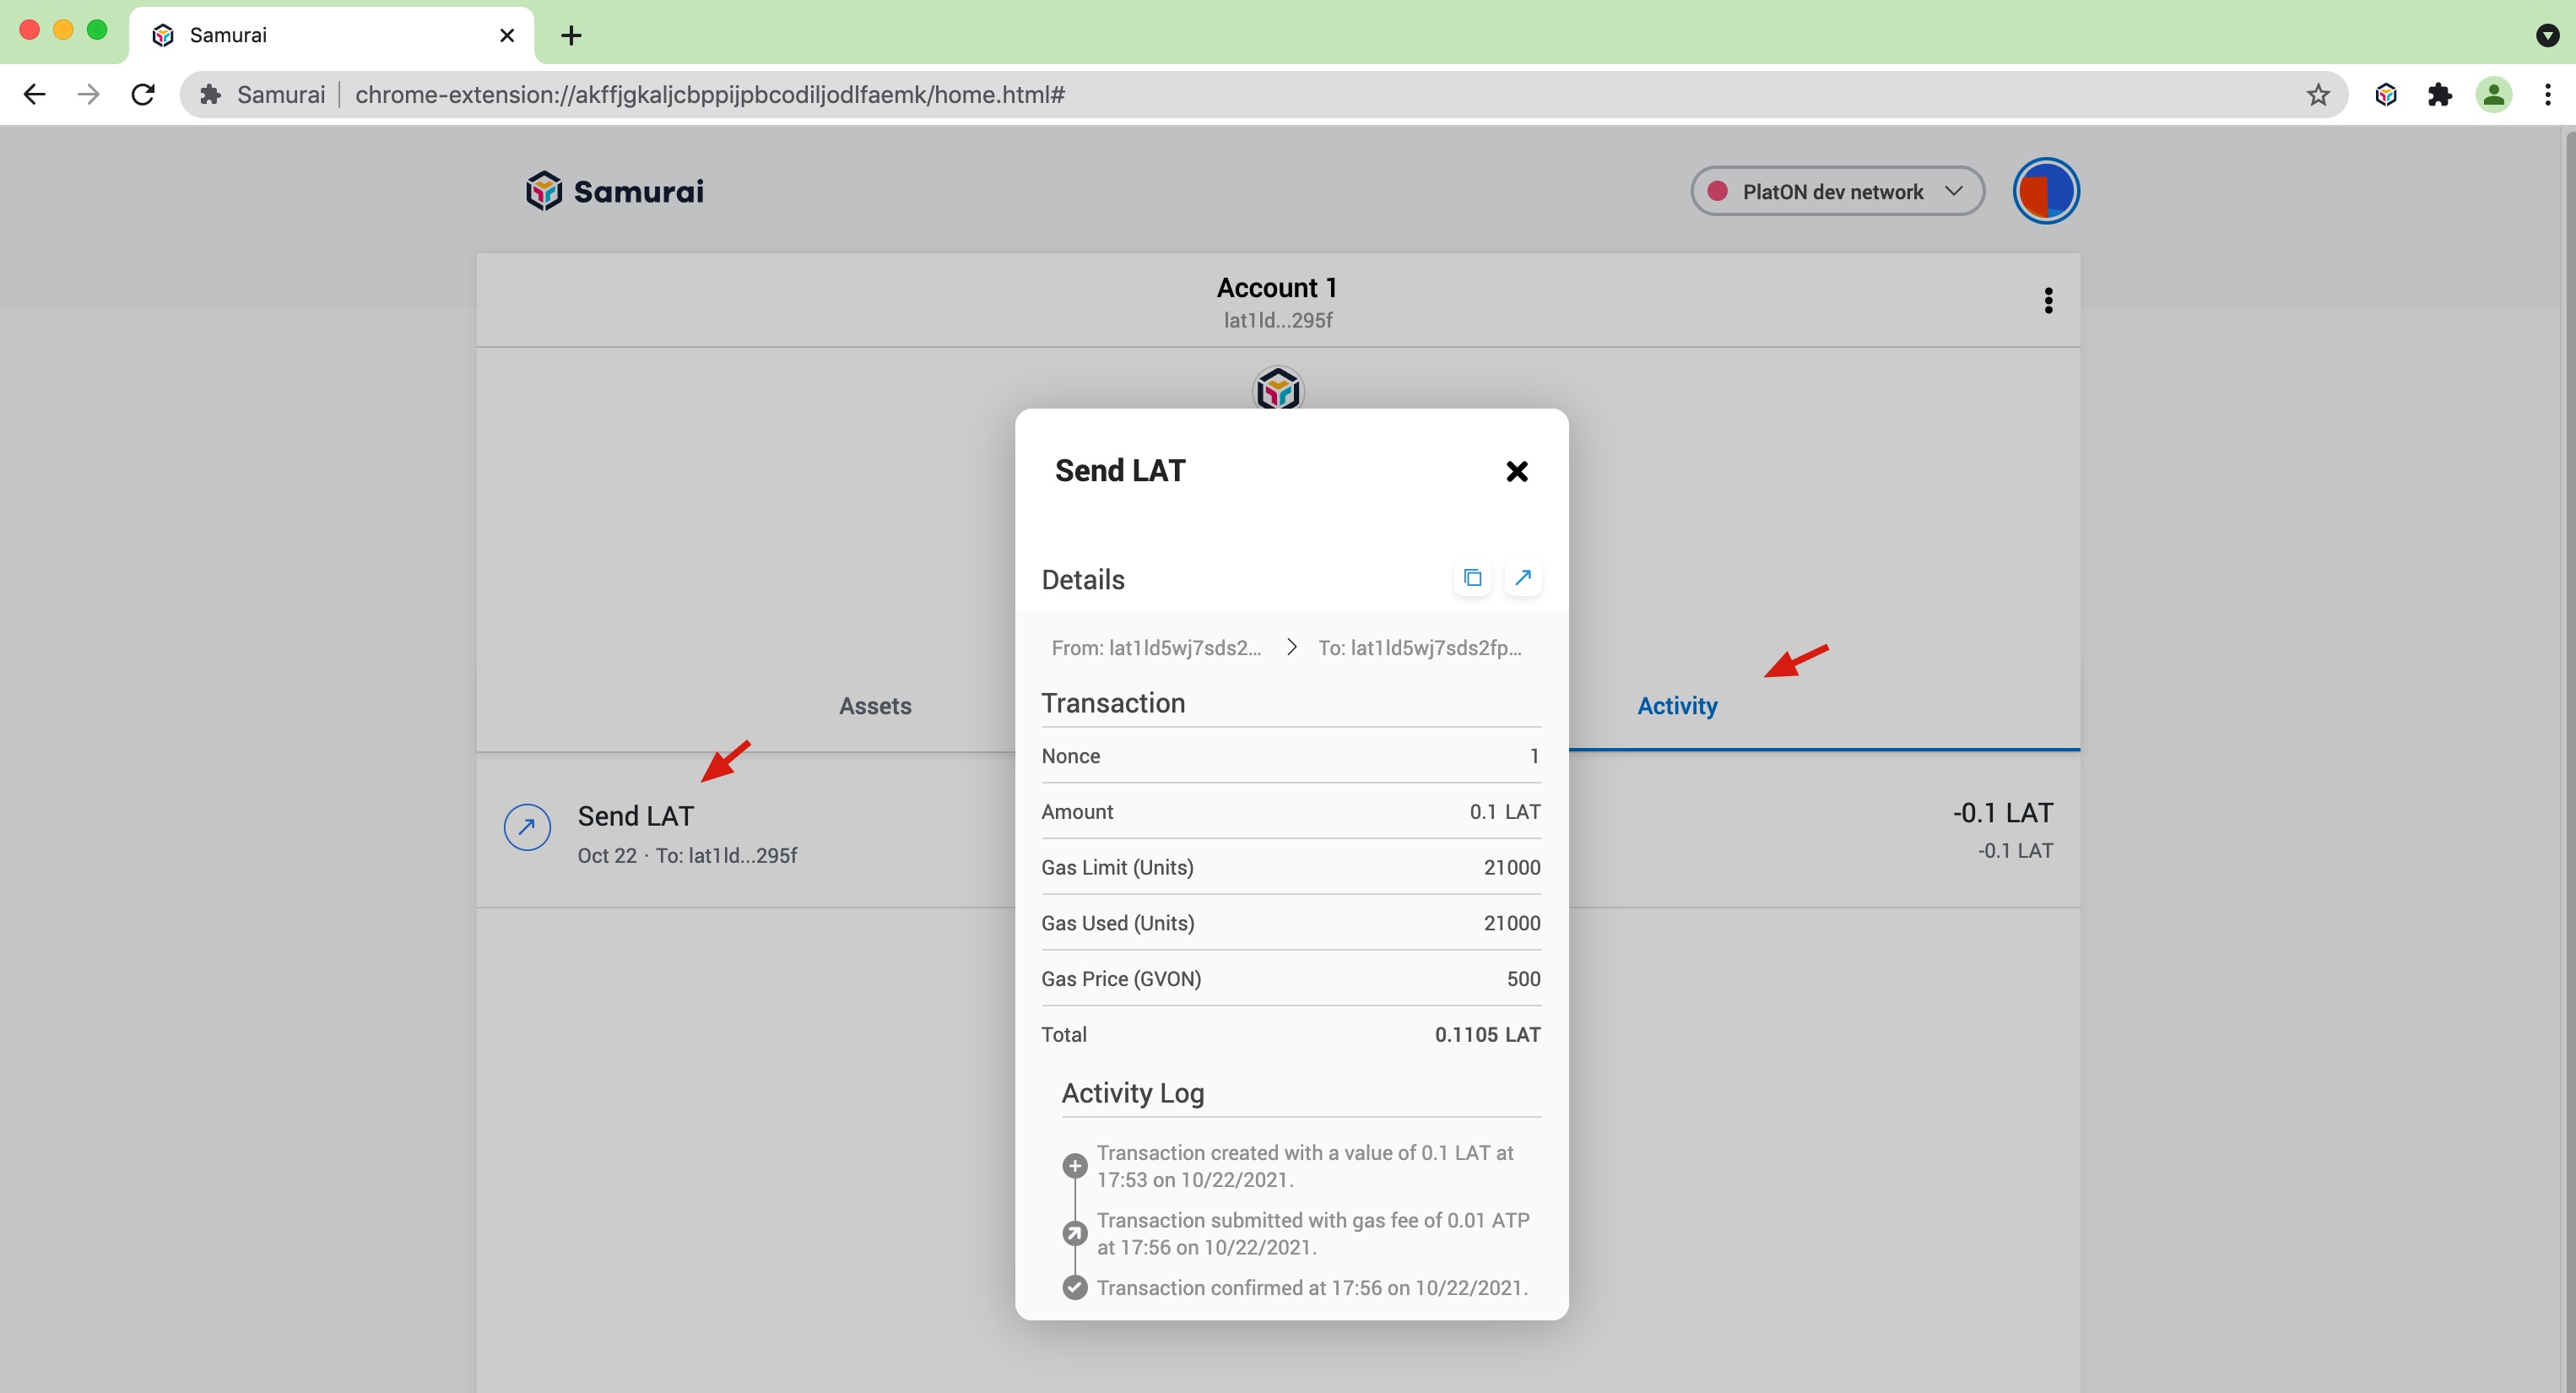 Samurai
Samurai | chrome-extension://akffjgkaljcbppijpbcodiljodlfaemk/home.html#
Samurai
PlatON dev network
Account 1
lat1ld...295f
Send LAT
Details
From: lat1ld5wj7sds2...
To: lat1ld5wj7sds2fp...
Assets
Activity
Transaction
Nonce 1
Amount 0.1 LAT
Gas Limit (Units) 21000
Gas Used (Units) 21000
Gas Price (GVON) 500
Total 0.1105 LAT
Activity Log
Transaction created with a value of 0.1 LAT at
17:53 on 10/22/2021.
Transaction submitted with gas fee of 0.01 ATP
at 17:56 on 10/22/2021.
Transaction confirmed at 17:56 on 10/22/2021.
Send LAT
Oct 22 · To: lat1ld...295f
-0.1 LAT
-0.1 LAT